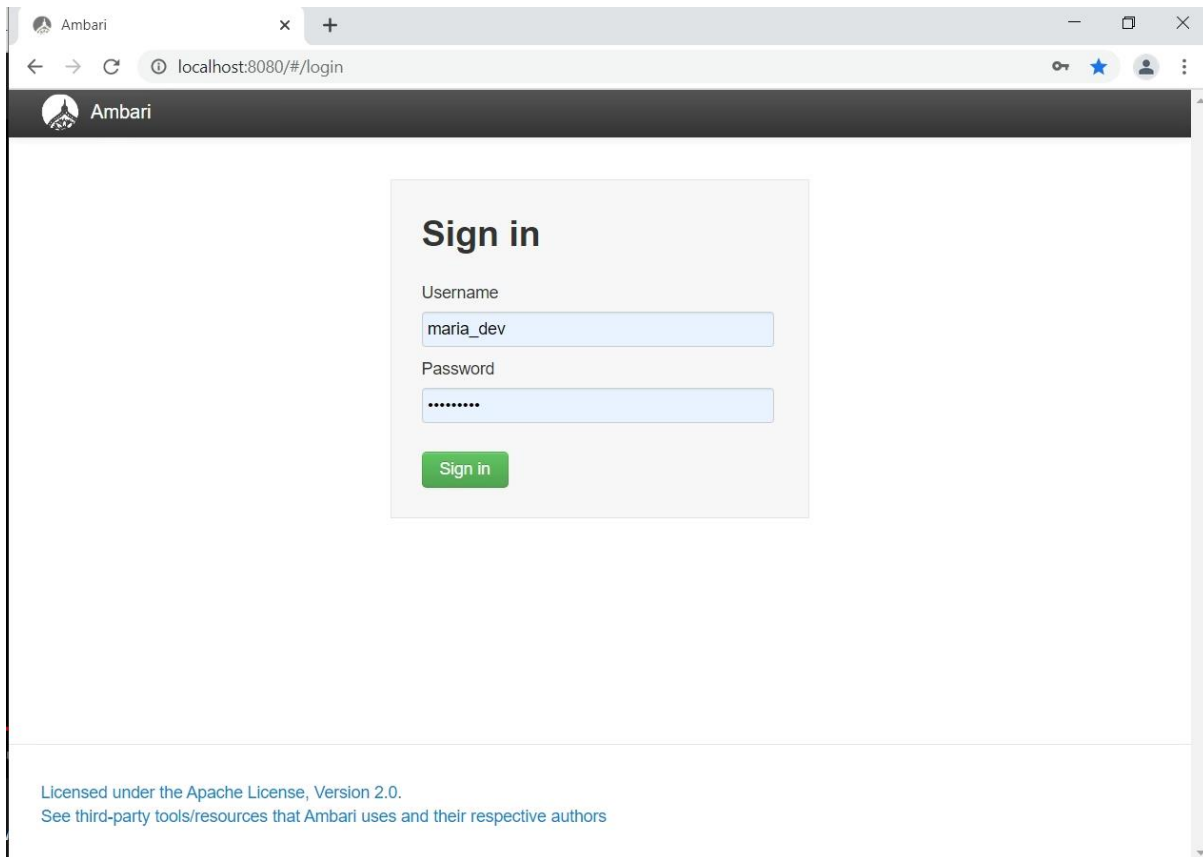 Ambari
localhost:8080/#/login
Ambari
Sign in
Username
maria_dev
Password
•••••••••
Sign in
Licensed under the Apache License, Version 2.0.
See third-party tools/resources that Ambari uses and their respective authors